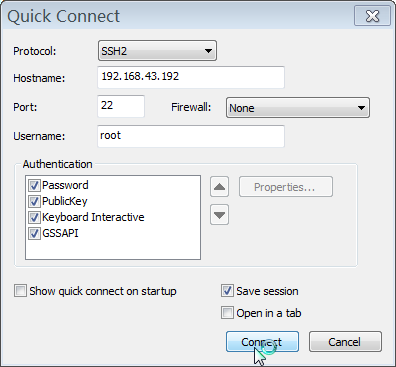 Quick Connect
Protocol: SSH2
Hostname: 192.168.43.192
Port: 22 Firewall: None
Username: root
Authentication
Password
PublicKey
Keyboard Interactive
GSSAPI
Properties...
Show quick connect on startup
Save session
Open in a tab
Connect
Cancel